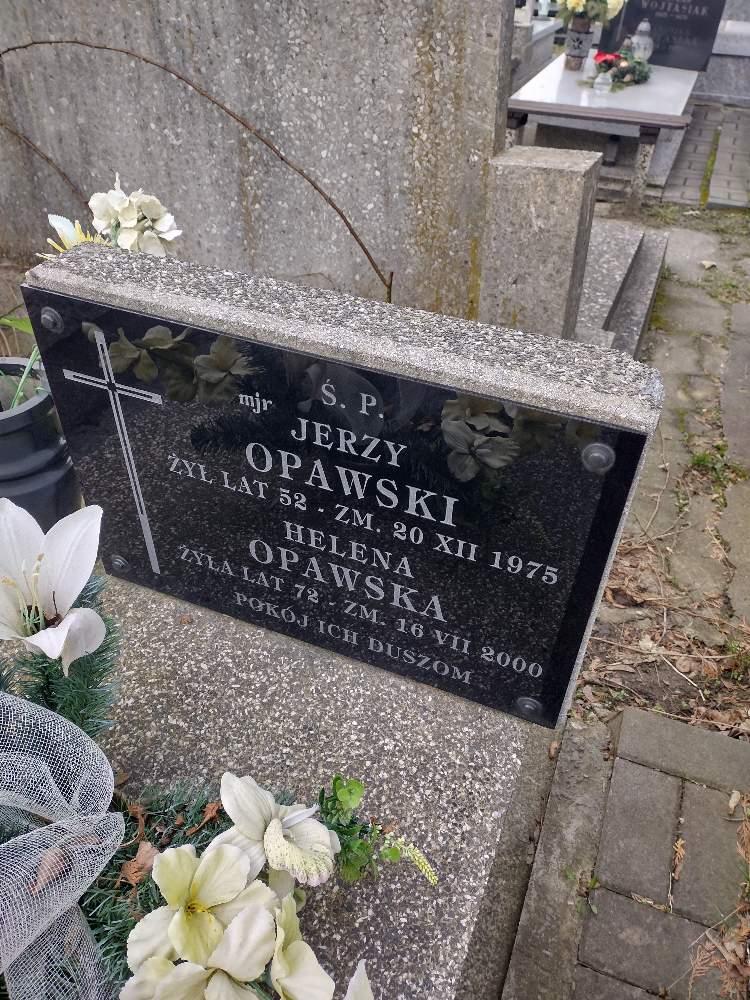 WOJTASIAK
Ś. P.
mjr JERZY
OPAWSKI
ŻYŁ LAT 52 - ZM. 20 XII 1975
HELENA
OPAWSKA
ŻYŁA LAT 72 - ZM. 16 VII 2000
POKÓJ ICH DUSZOM